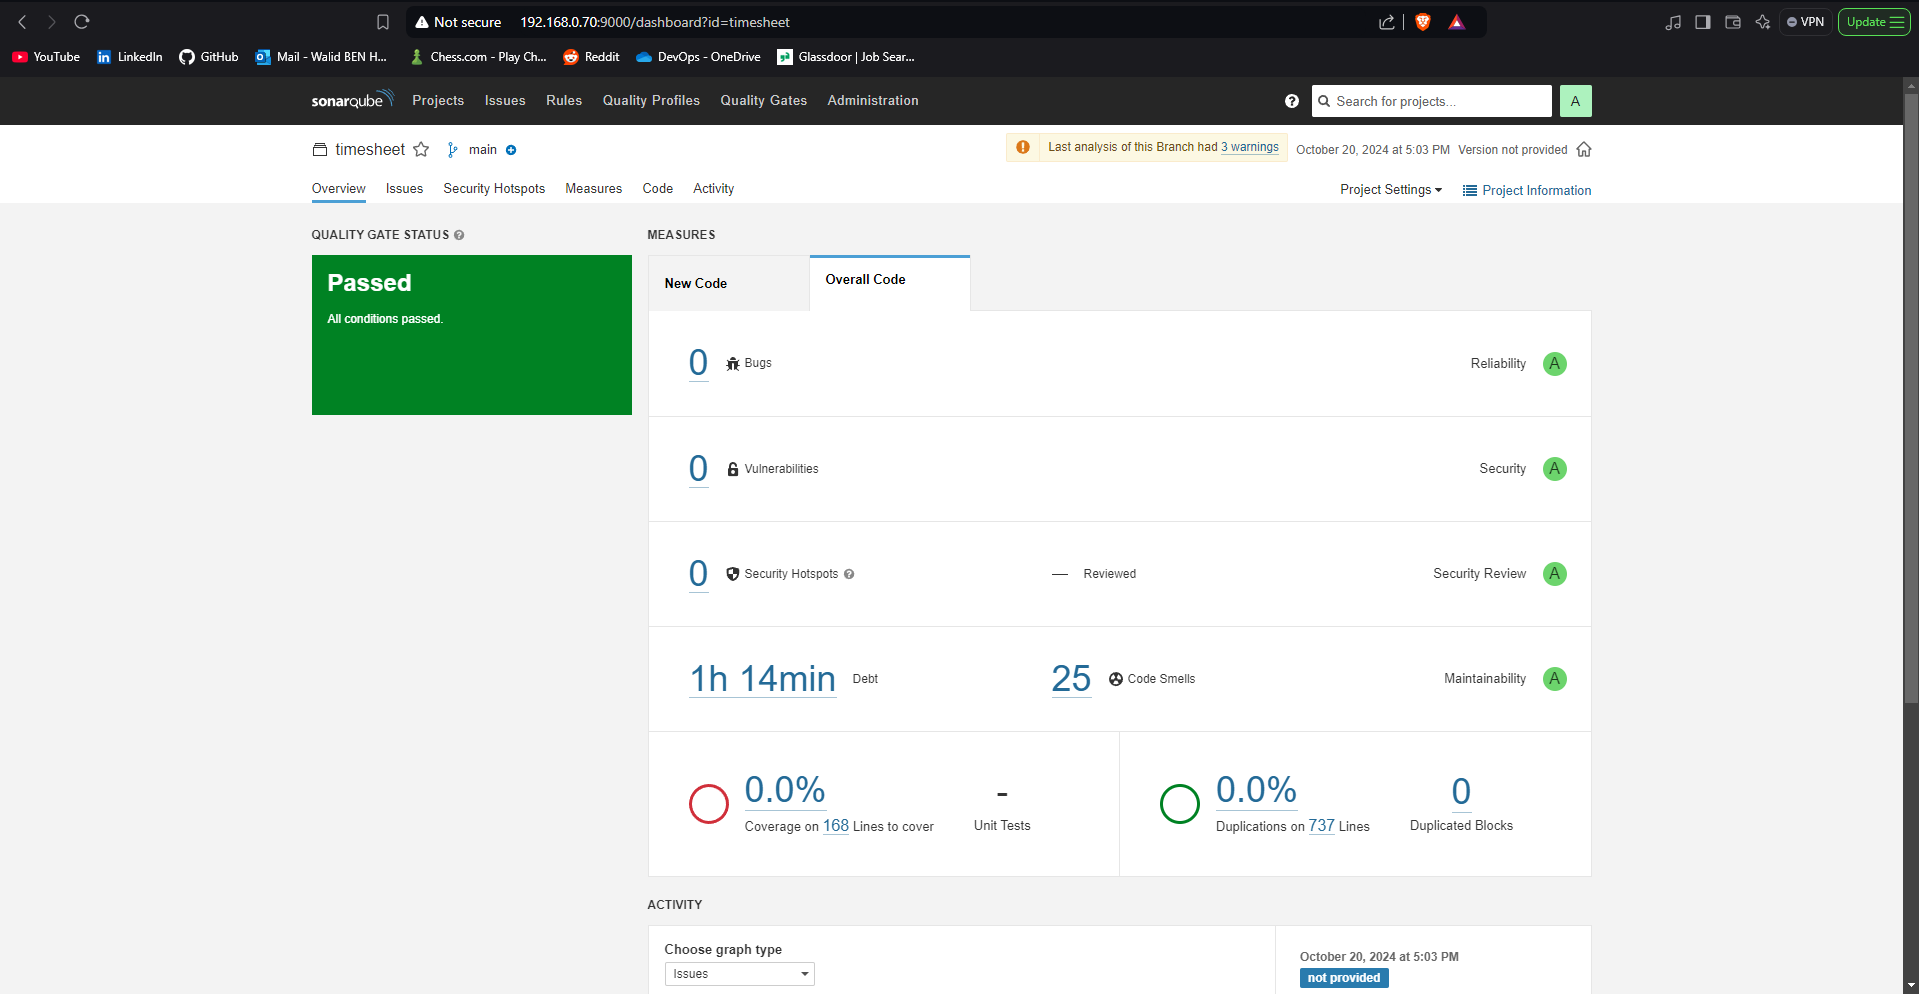 Not secure 192.168.0.70:9000/dashboard?id=timesheet VPN Update
YouTube LinkedIn GitHub Mail - Walid BEN H... Chess.com - Play Ch... Reddit DevOps - OneDrive Glassdoor | Job Sear...
sonarqube Projects Issues Rules Quality Profiles Quality Gates Administration ? Search for projects... A
timesheet main Last analysis of this Branch had 3 warnings October 20, 2024 at 5:03 PM Version not provided
Overview Issues Security Hotspots Measures Code Activity Project Settings Project Information
QUALITY GATE STATUS ?
Passed
All conditions passed.
MEASURES
New Code Overall Code
0 Bugs Reliability A
0 Vulnerabilities Security A
0 Security Hotspots ? — Reviewed Security Review A
1h 14min Debt 25 Code Smells Maintainability A
0.0% - 0.0% 0
Coverage on 168 Lines to cover Unit Tests Duplications on 737 Lines Duplicated Blocks
ACTIVITY
Choose graph type
Issues
October 20, 2024 at 5:03 PM
not provided